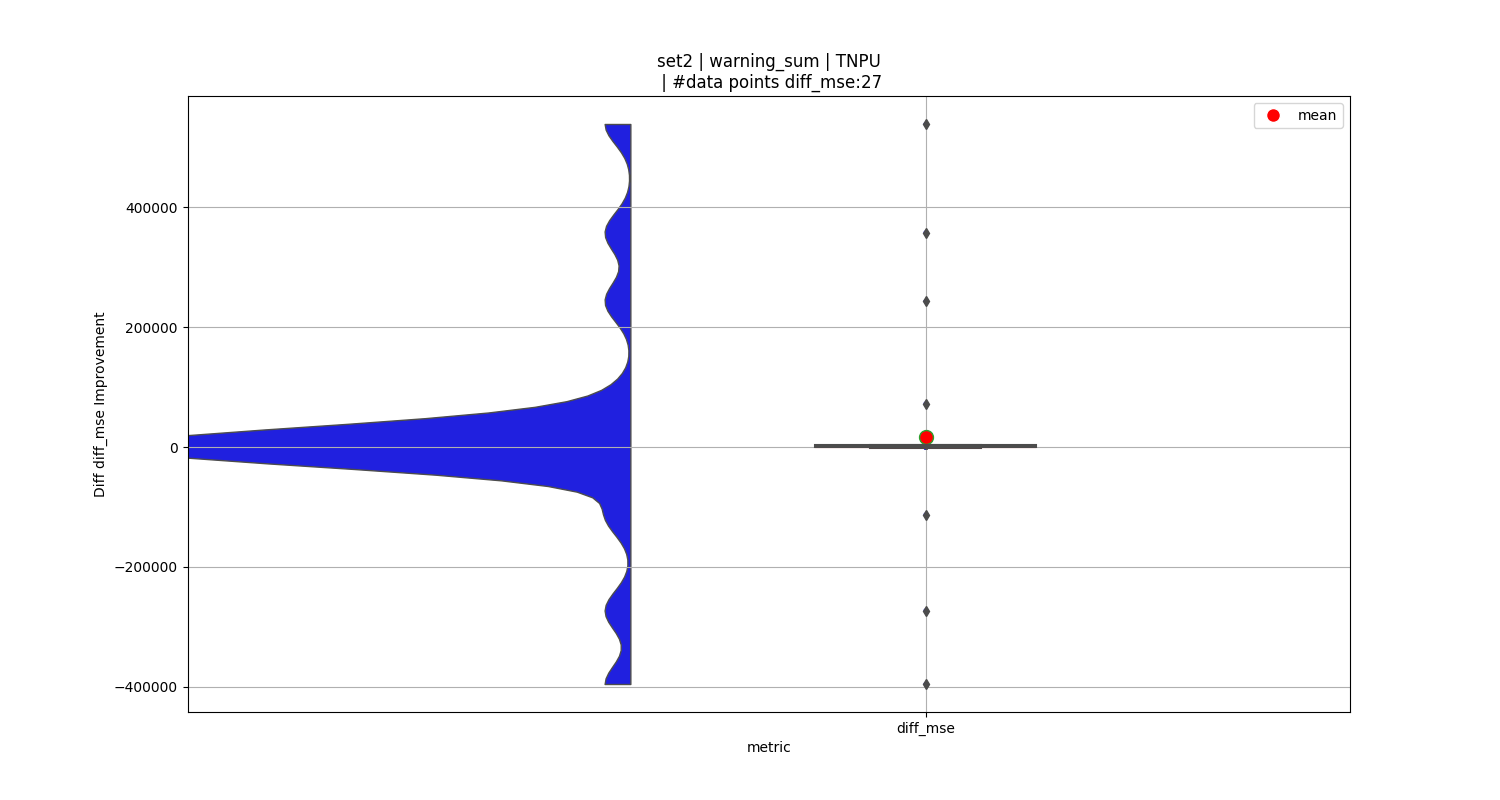 set2 | warning_sum | TNPU
| #data points diff_mse:27
mean
Diff diff_mse Improvement
400000
200000
0
−200000
−400000
diff_mse
metric